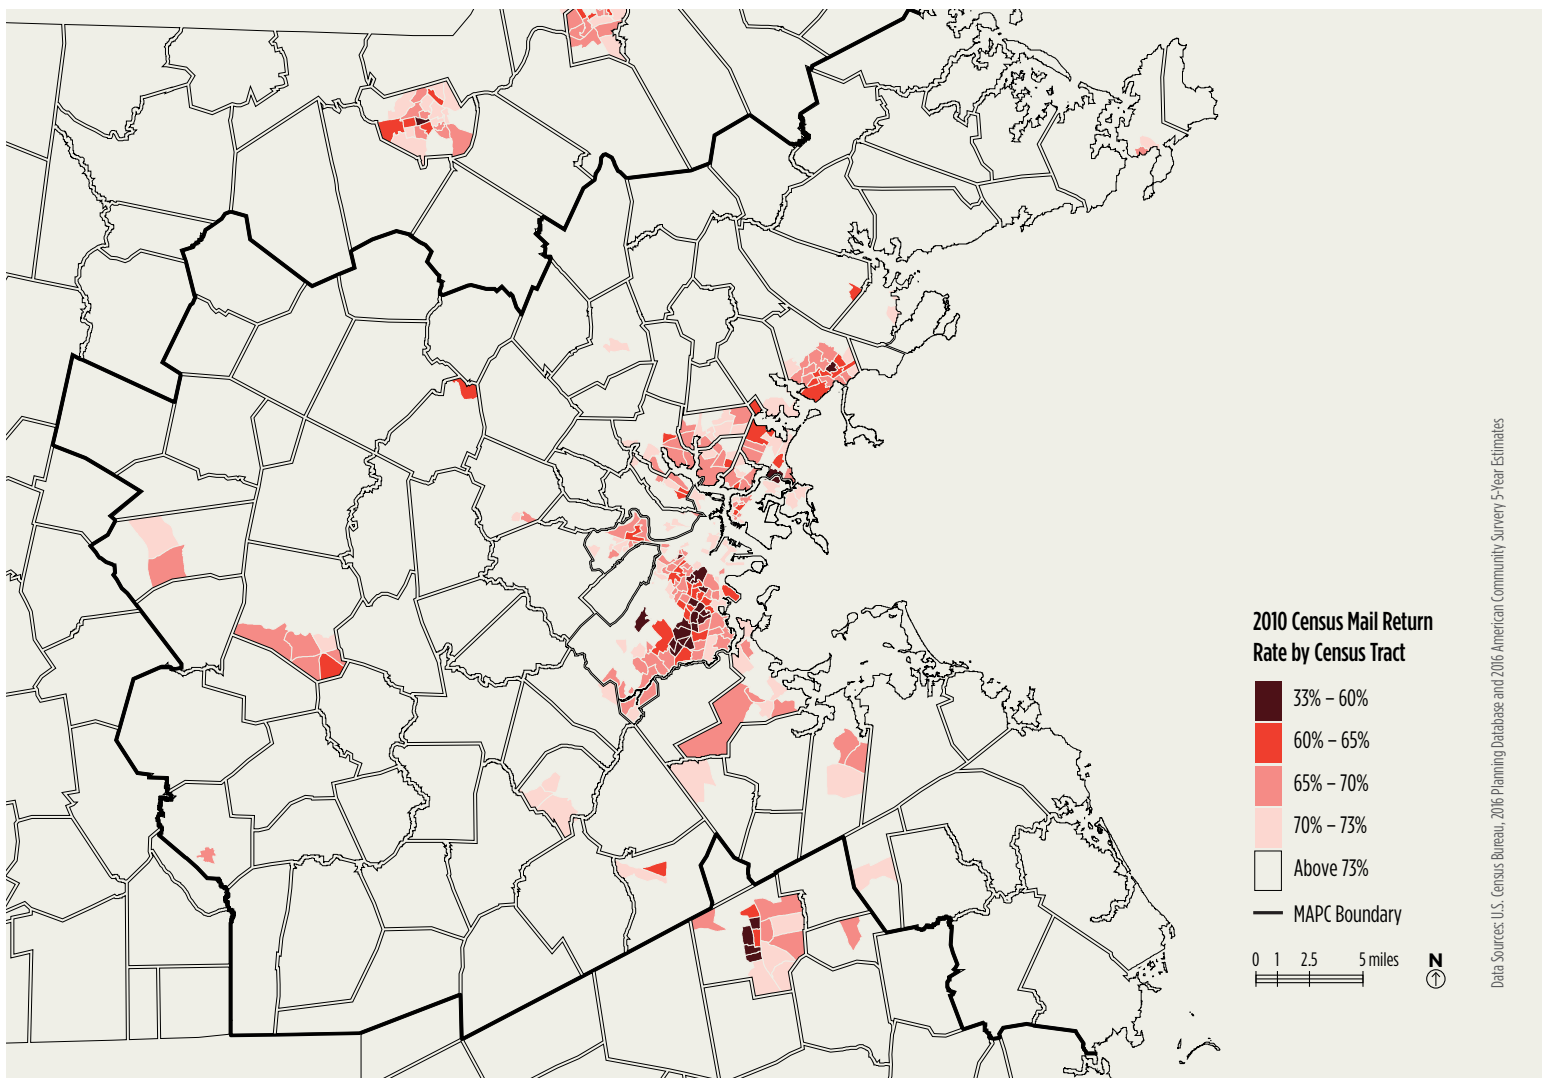 2010 Census Mail Return
Rate by Census Tract
33% – 60%
60% – 65%
65% – 70%
70% – 73%
Above 73%
MAPC Boundary
0 1 2.5 5 miles
N
Data Sources: U.S. Census Bureau, 2016 Planning Database and 2016 American Community Survery 5-Year Estimates